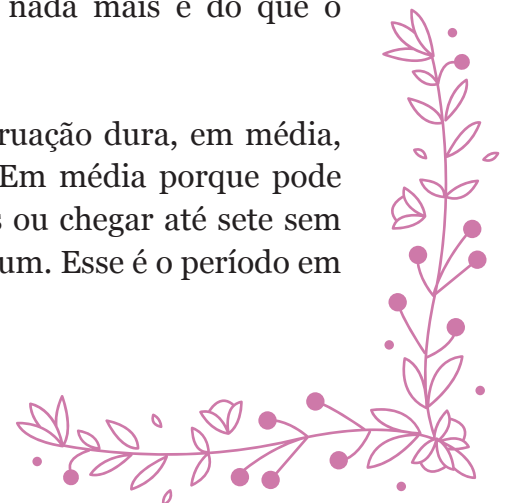 nada mais é do que o
ruação dura, em média,
Em média porque pode
s ou chegar até sete sem
um. Esse é o período em